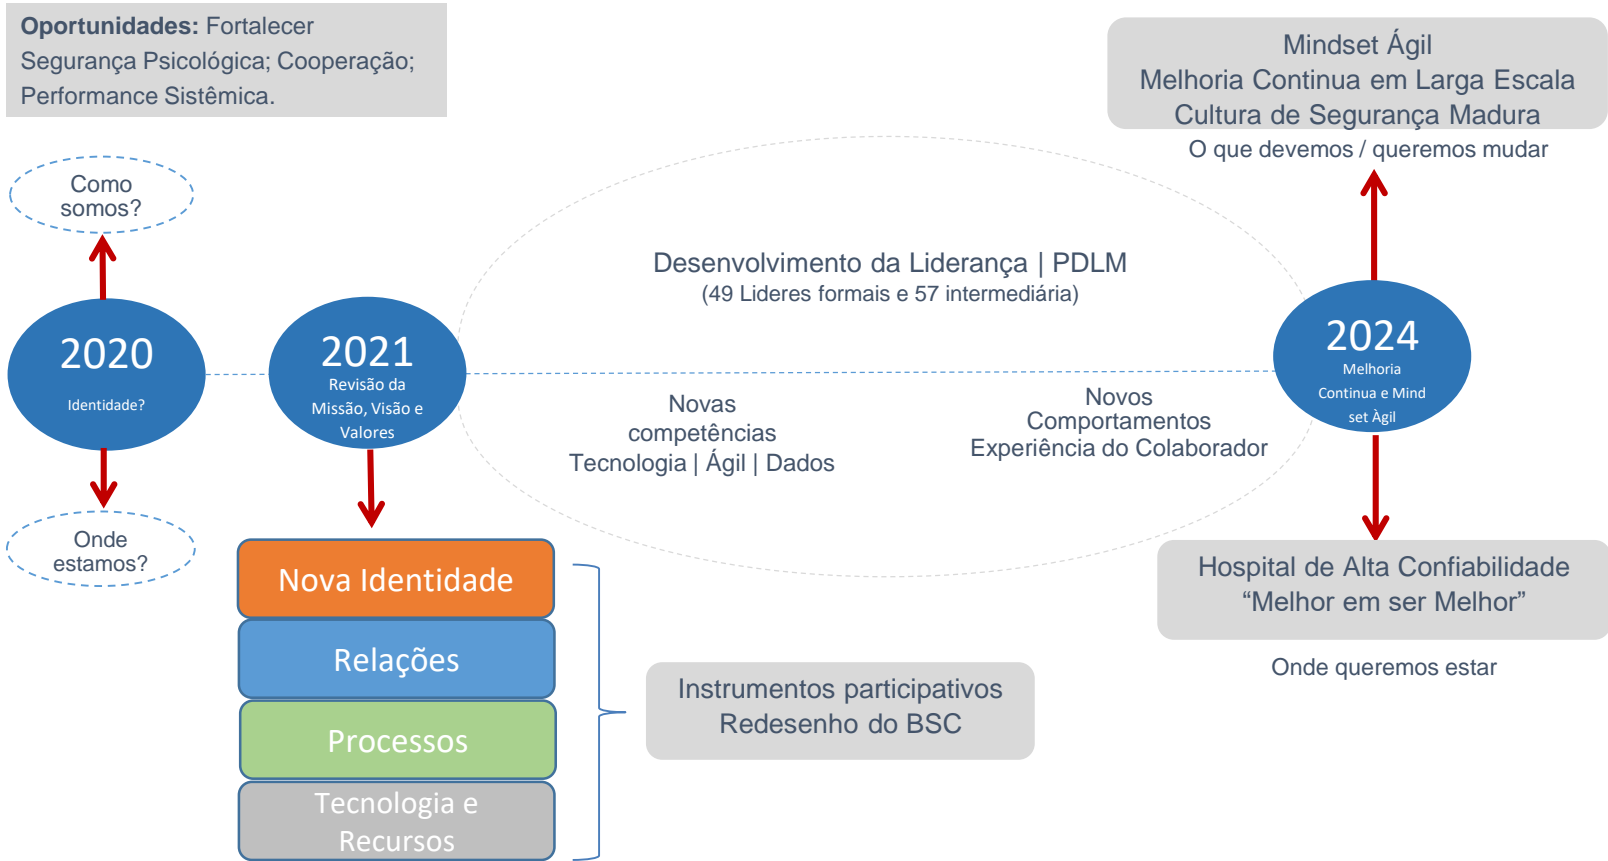 Oportunidades: Fortalecer
Segurança Psicológica; Cooperação;
Performance Sistêmica.
Mindset Ágil
Melhoria Continua em Larga Escala
Cultura de Segurança Madura
O que devemos / queremos mudar
Como
somos?
2020
Identidade?
Onde
estamos?
2021
Revisão da
Missão, Visão e
Valores
Desenvolvimento da Liderança | PDLM
(49 Lideres formais e 57 intermediária)
Novas
competências
Tecnologia | Ágil | Dados
Novos
Comportamentos
Experiência do Colaborador
2024
Melhoria
Continua e Mind
set Àgil
Hospital de Alta Confiabilidade
“Melhor em ser Melhor”
Onde queremos estar
Nova Identidade
Relações
Processos
Tecnologia e
Recursos
Instrumentos participativos
Redesenho do BSC